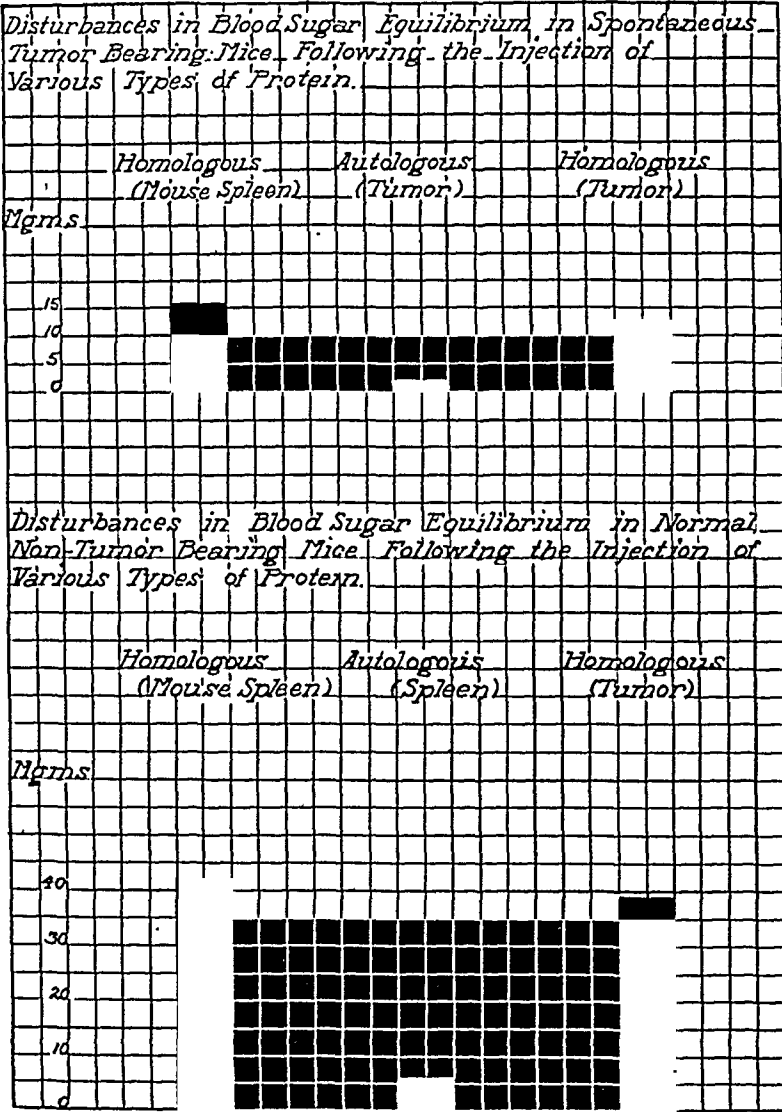 Disturbances in Blood Sugar Equilibrium in Spontaneous
Tumor Bearing Mice Following the Injection of
Various Types of Protein.
Homologous Autologous Homologous
(Mouse Spleen) (Tumor) (Tumor)
Mgms
15
10
5
0
Disturbances in Blood Sugar Equilibrium in Normal,
Non-Tumor Bearing Mice Following the Injection of
Various Types of Protein.
Homologous Autologous Homologous
(Mouse Spleen) (Spleen) (Tumor)
Mgms
40
30
20
10
0